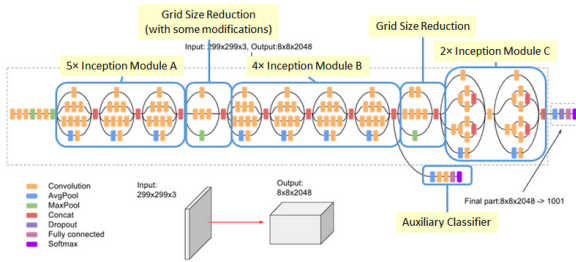 Grid Size Reduction
(with some modifications)
Grid Size Reduction
Input: 299x299x3, Output:8x8x2048
5× Inception Module A
4× Inception Module B
2× Inception Module C
Convolution
AvgPool
MaxPool
Concat
Dropout
Fully connected
Softmax
Input:
299x299x3
Output:
8x8x2048
Auxiliary Classifier
Final part:8x8x2048 -> 1001